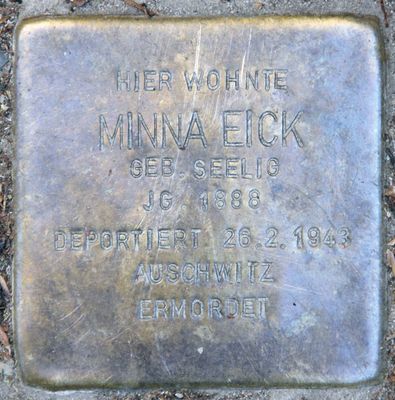 HIER WOHNTE
MINNA EICK
GEB. SEELIG
JG. 1888
DEPORTIERT 26.2.1943
AUSCHWITZ
ERMORDET